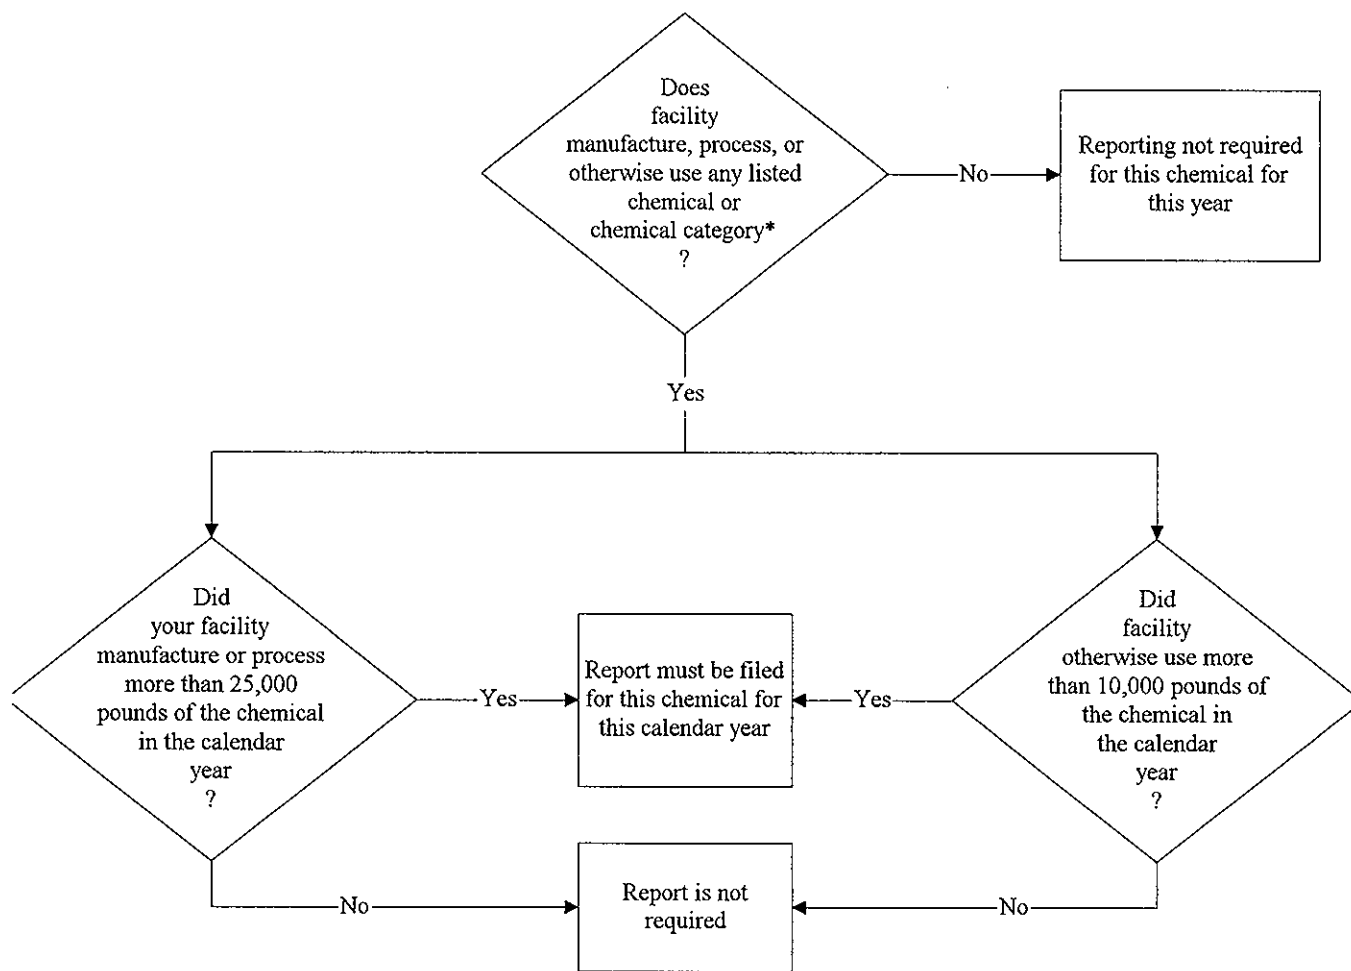 Does
facility
manufacture, process, or
otherwise use any listed
chemical or
chemical category*
?
No
Reporting not required
for this chemical for
this year
Yes
Did
your facility
manufacture or process
more than 25,000
pounds of the chemical
in the calendar
year
?
Yes
Report must be filed
for this chemical for
this calendar year
Yes
Did
facility
otherwise use more
than 10,000 pounds of
the chemical in
the calendar
year
?
No
Report is not
required
No